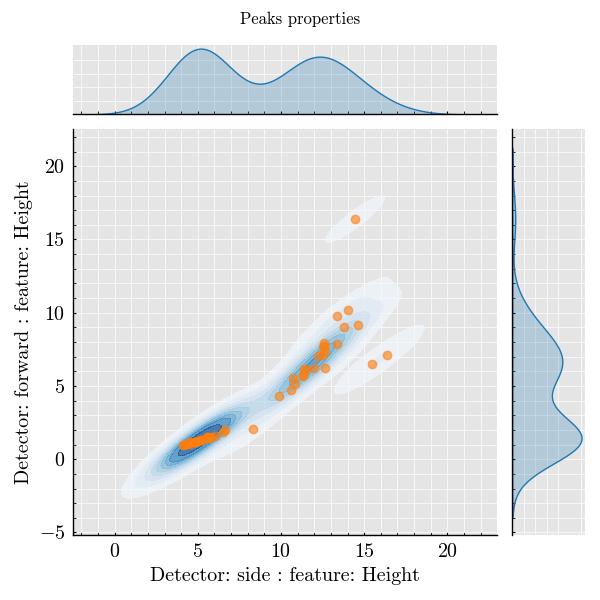 Peaks properties
20
15
10
5
0
−5
Detector: forward : feature: Height
0 5 10 15 20
Detector: side : feature: Height